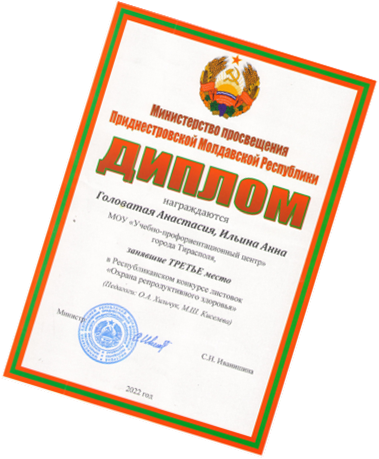 Министерство просвещения
Приднестровской Молдавской Республики
ДИПЛОМ
награждаются
Головатая Анастасия, Ильина Анна
МОУ «Учебно-профориентационный центр»
города Тирасполя,
занявшие ТРЕТЬЕ место
в Республиканском конкурсе листовок
«Охрана репродуктивного здоровья»
(Педагоги: О.А. Хильчук, М.Ш. Киселева)
Министр
С.Н. Иванишина
2022 год